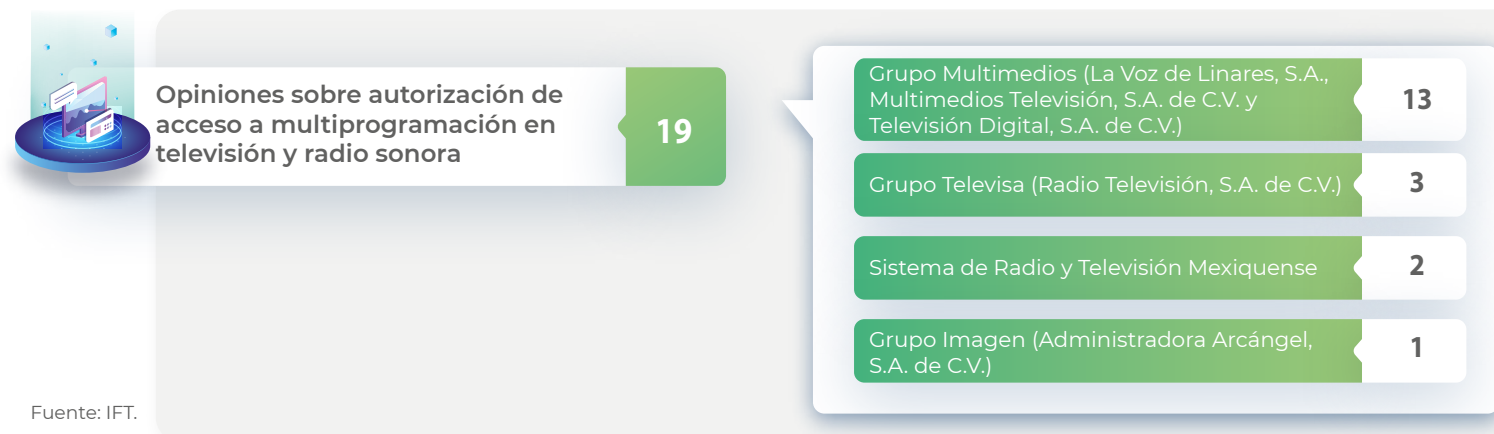 Opiniones sobre autorización de
acceso a multiprogramación en
televisión y radio sonora
19
Grupo Multimedios (La Voz de Linares, S.A.,
Multimedios Televisión, S.A. de C.V. y
Televisión Digital, S.A. de C.V.)
13
Grupo Televisa (Radio Televisión, S.A. de C.V.)
3
Sistema de Radio y Televisión Mexiquense
2
Grupo Imagen (Administradora Arcángel,
S.A. de C.V.)
1
Fuente: IFT.